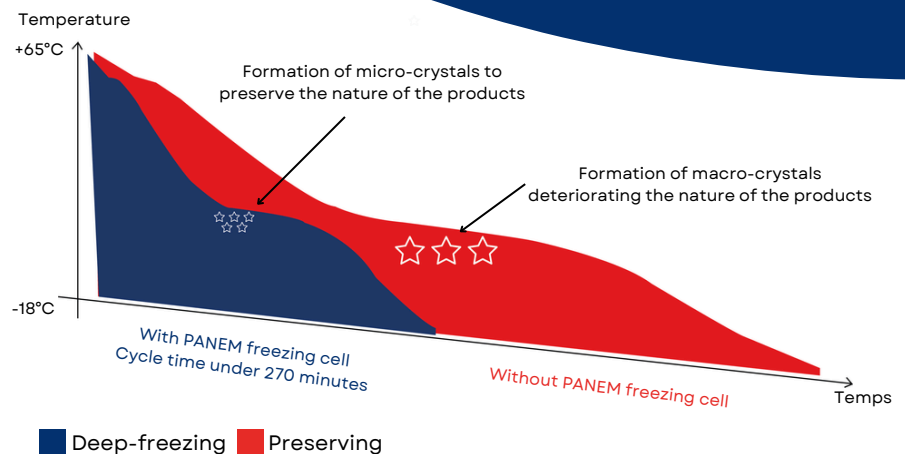 Temperature
+65°C
Formation of micro-crystals to
preserve the nature of the products
Formation of macro-crystals
deteriorating the nature of the products
-18°C
With PANEM freezing cell
Cycle time under 270 minutes
Without PANEM freezing cell
Temps
Deep-freezing
Preserving